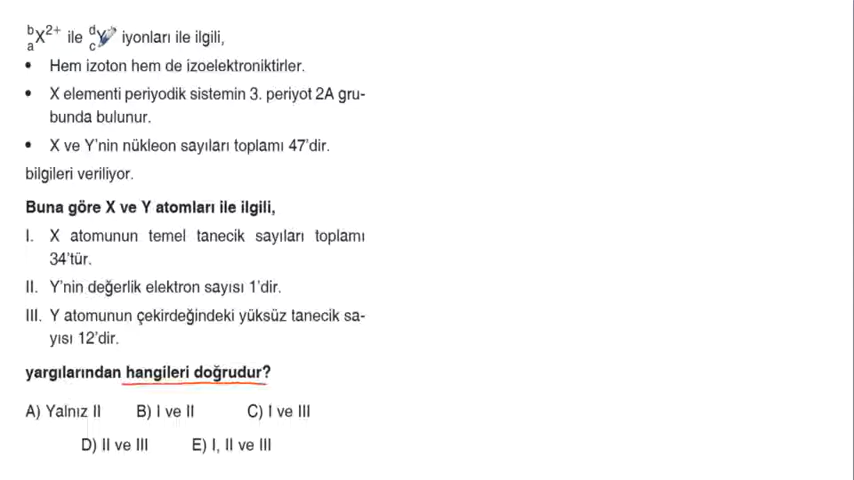 ᵇₐX²⁺ ile ᵈ꜀Y iyonları ile ilgili,
• Hem izoton hem de izoelektroniktirler.
• X elementi periyodik sistemin 3. periyot 2A gru-
bunda bulunur.
• X ve Y'nin nükleon sayıları toplamı 47'dir.
bilgileri veriliyor.
Buna göre X ve Y atomları ile ilgili,
I. X atomunun temel tanecik sayıları toplamı
34'tür.
II. Y'nin değerlik elektron sayısı 1'dir.
III. Y atomunun çekirdeğindeki yüksüz tanecik sa-
yısı 12'dir.
yargılarından hangileri doğrudur?
A) Yalnız II B) I ve II C) I ve III
D) II ve III E) I, II ve III